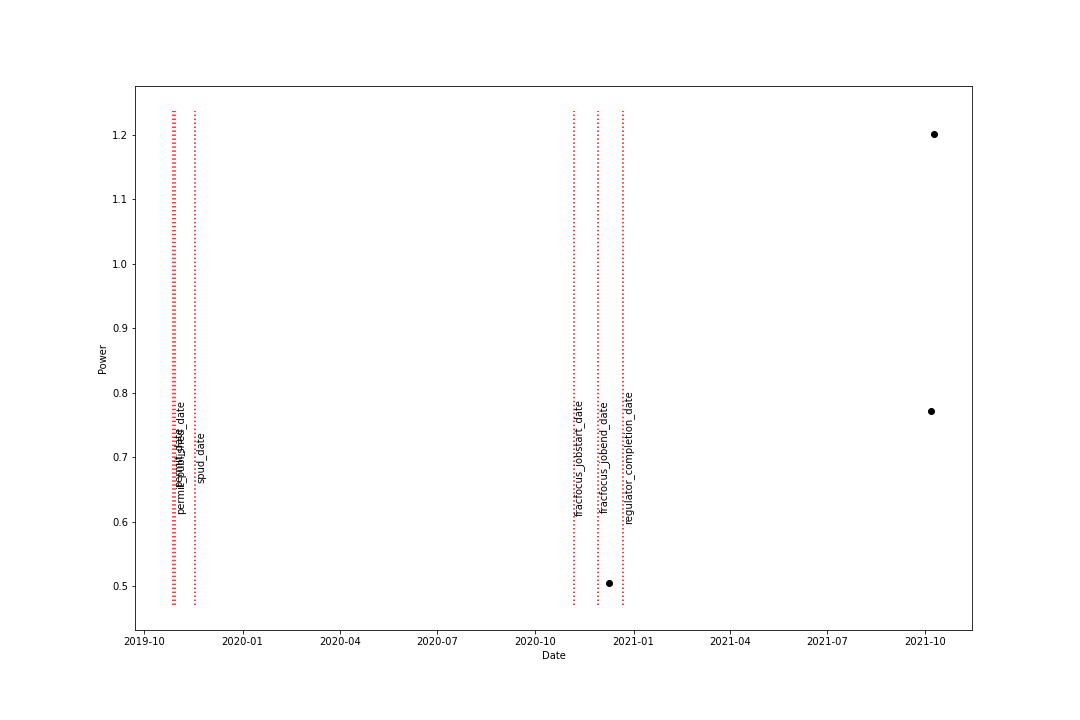 1.2
1.1
1.0
0.9
0.8
0.7
0.6
0.5
Power
permit_date
permit_published_date
spud_date
fracfocus_jobstart_date
fracfocus_jobend_date
regulator_completion_date
2019-10
2020-01
2020-04
2020-07
2020-10
2021-01
2021-04
2021-07
2021-10
Date